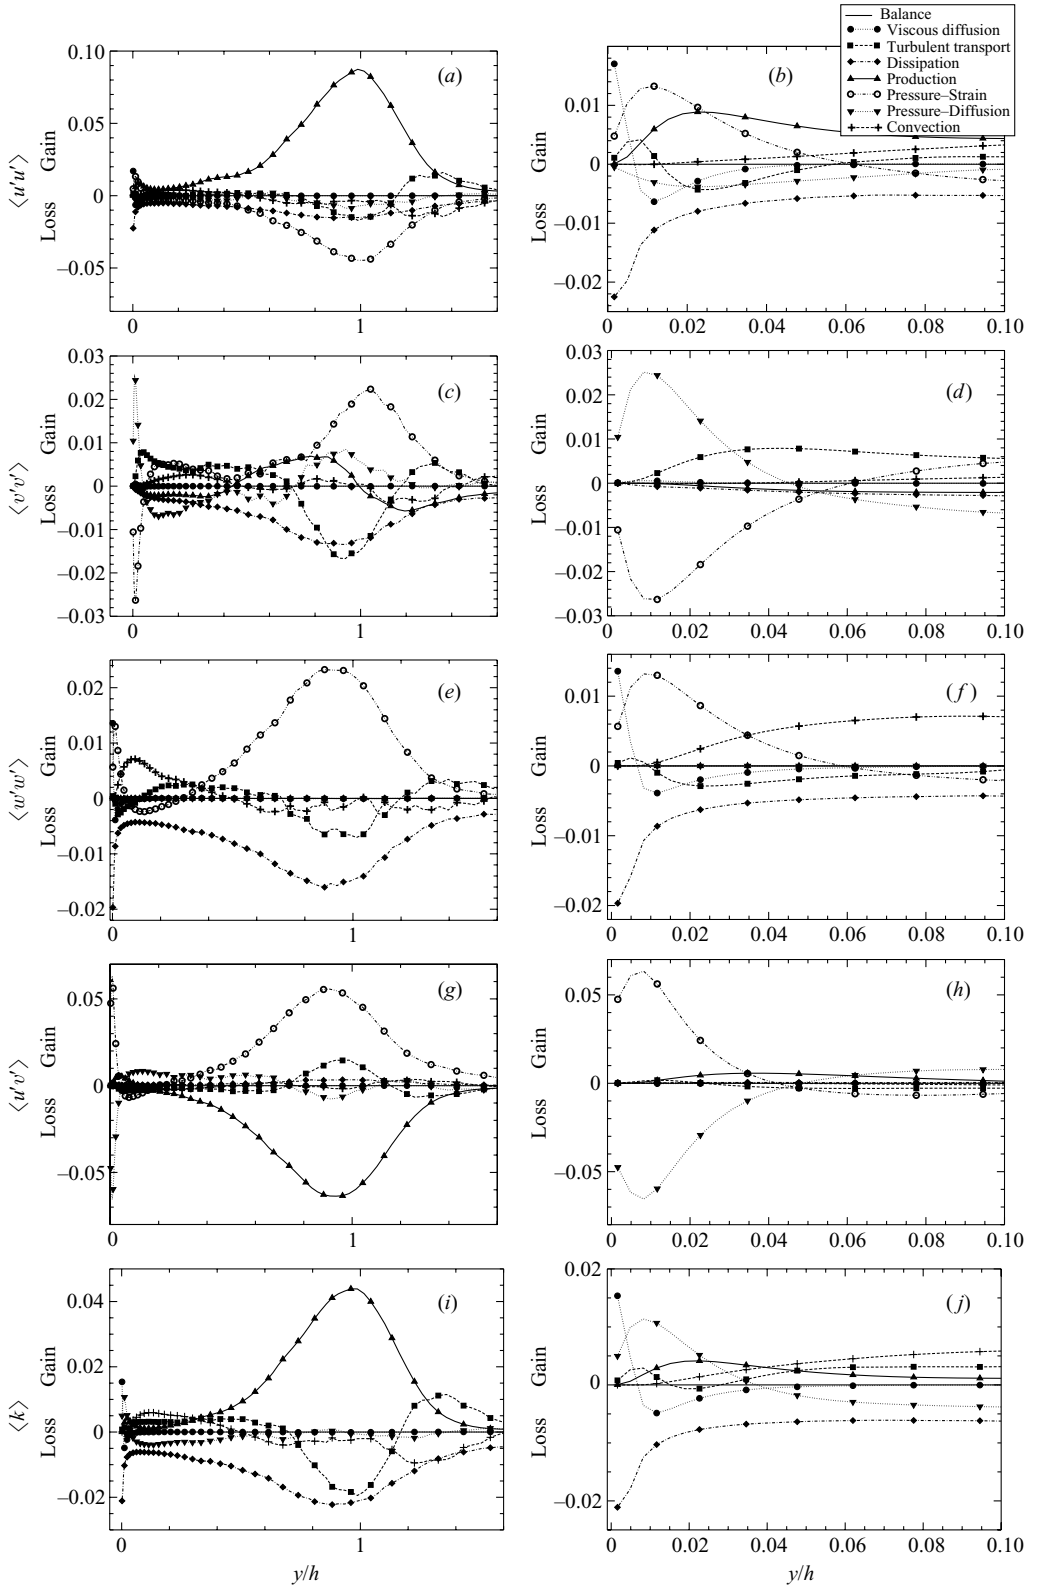 Balance
Viscous diffusion
Turbulent transport
Dissipation
Production
Pressure–Strain
Pressure–Diffusion
Convection
(a)
0.10
0.05
0
–0.05
0
1
⟨u′u′⟩
Loss Gain
(b)
0.01
0
–0.01
–0.02
0
0.02
0.04
0.06
0.08
0.10
Loss Gain
(c)
0.03
0.02
0.01
0
–0.01
–0.02
–0.03
0
1
⟨v′v′⟩
Loss Gain
(d)
0.03
0.02
0.01
0
–0.01
–0.02
0.03
0
0.02
0.04
0.06
0.08
0.10
Loss Gain
(e)
0.02
0.01
0
–0.01
–0.02
0
1
⟨w′w′⟩
Loss Gain
(f)
0.01
0
–0.01
–0.02
0
0.02
0.04
0.06
0.08
0.10
Loss Gain
(g)
0.05
0
–0.05
0
1
⟨u′v′⟩
Loss Gain
(h)
0.05
0
–0.05
0
0.02
0.04
0.06
0.08
0.10
Loss Gain
(i)
0.04
0.02
0
–0.02
0
1
⟨k⟩
Loss Gain
y/h
(j)
0.02
0
–0.02
0
0.02
0.04
0.06
0.08
0.10
Loss Gain
y/h